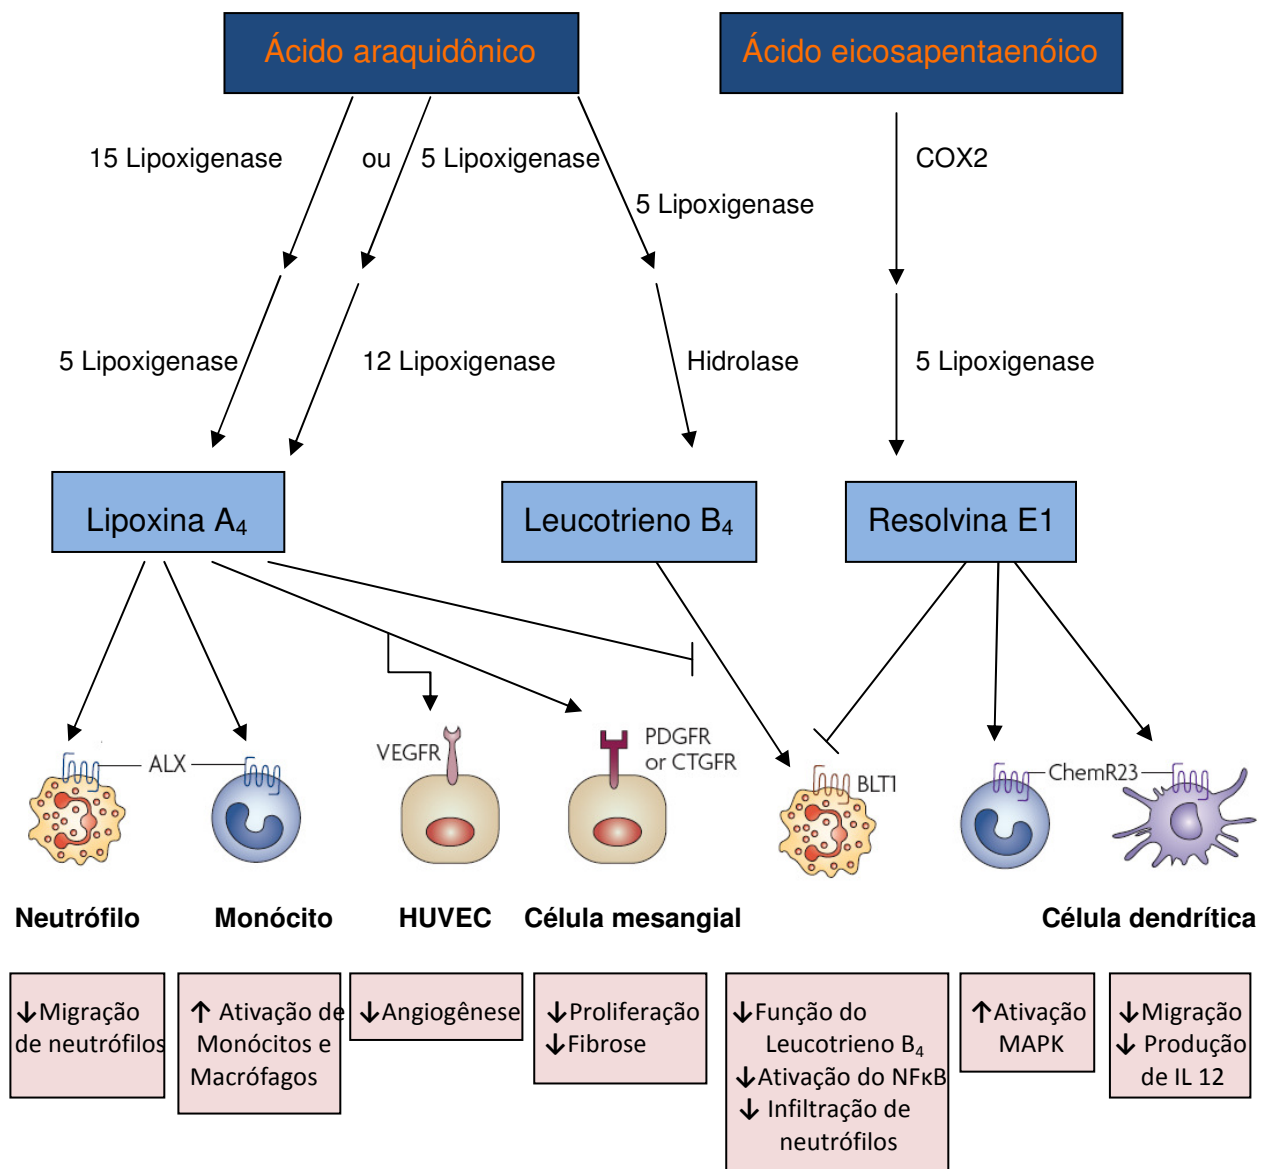 Ácido araquidônico
Ácido eicosapentaenóico
15 Lipoxigenase
ou
5 Lipoxigenase
5 Lipoxigenase
COX2
5 Lipoxigenase
12 Lipoxigenase
Hidrolase
5 Lipoxigenase
Lipoxina A₄
Leucotrieno B₄
Resolvina E1
ALX
VEGFR
PDGFR
or CTGFR
BLT1
ChemR23
Neutrófilo
Monócito
HUVEC
Célula mesangial
Célula dendrítica
↓Migração
de neutrófilos
↑ Ativação de
Monócitos e
Macrófagos
↓Angiogênese
↓Proliferação
↓Fibrose
↓Função do
Leucotrieno B₄
↓Ativação do NFκB
↓ Infiltração de
neutrófilos
↑Ativação
MAPK
↓Migração
↓ Produção
de IL 12